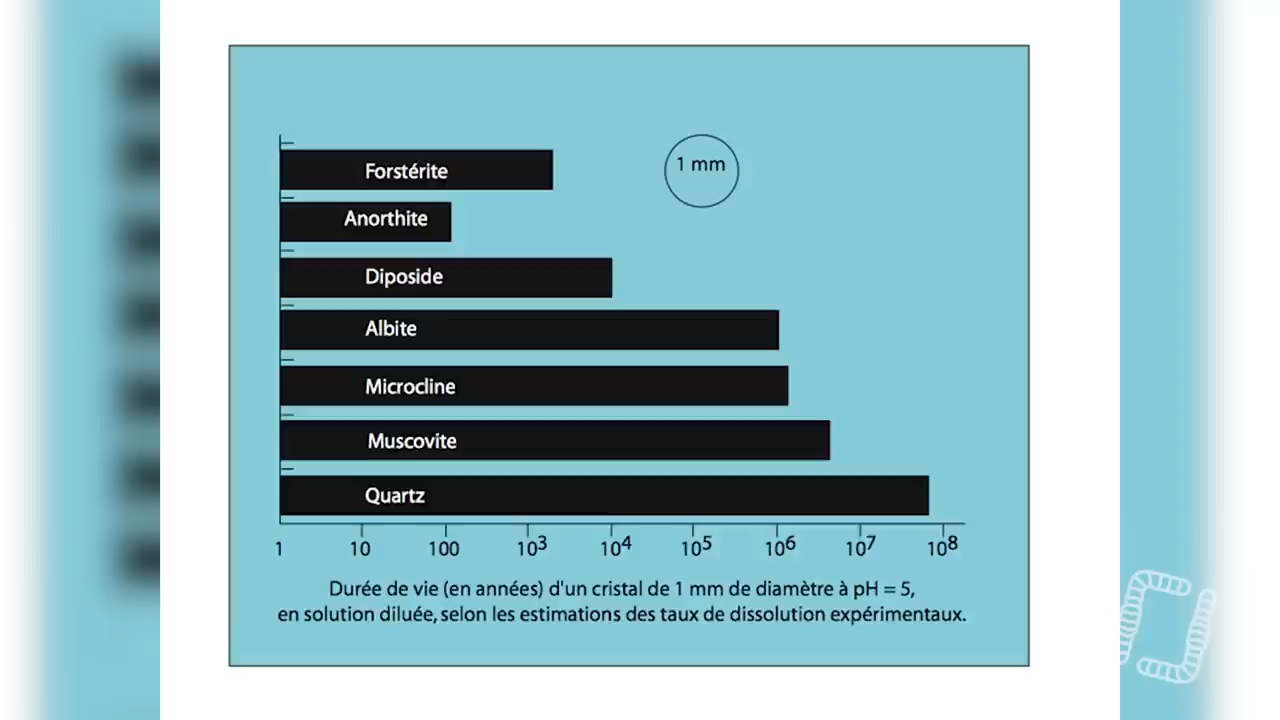 Forstérite
1 mm
Anorthite
Diposide
Albite
Microcline
Muscovite
Quartz
1 10 100 10³ 10⁴ 10⁵ 10⁶ 10⁷ 10⁸
Durée de vie (en années) d'un cristal de 1 mm de diamètre à pH = 5,
en solution diluée, selon les estimations des taux de dissolution expérimentaux.